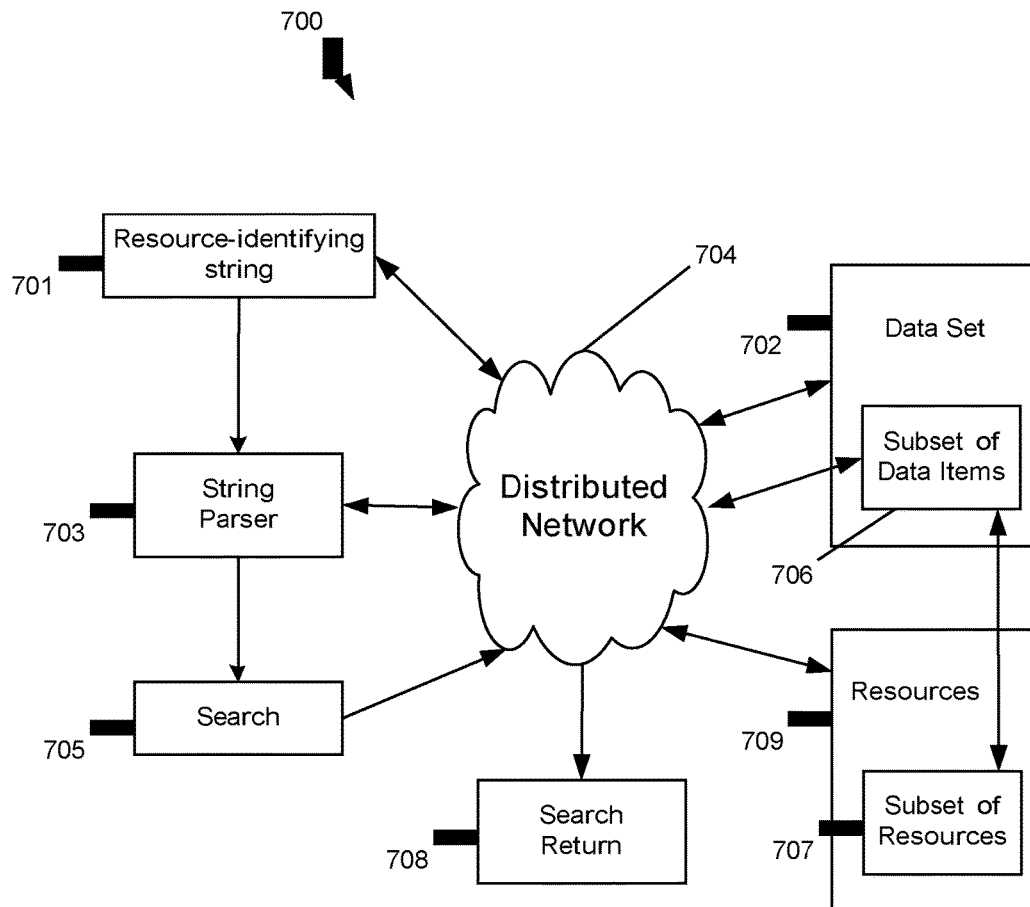 700
Resource-identifying
string
701
704
702
Data Set
Subset of
Data Items
String
Parser
703
Distributed
Network
706
Search
705
Resources
709
Search
Return
708
Subset of
Resources
707